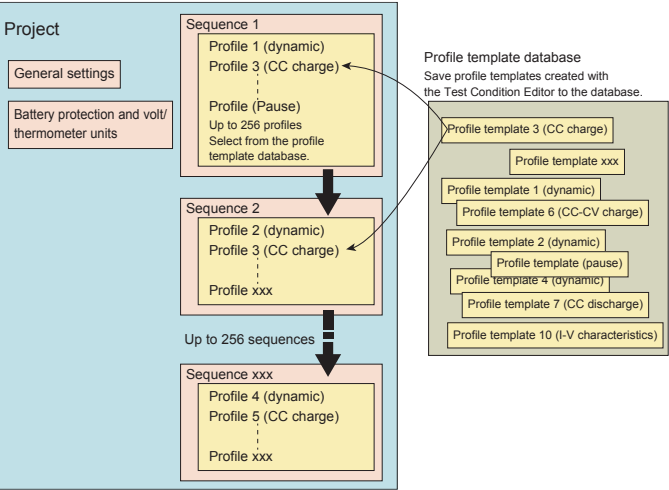 Project
General settings
Battery protection and volt/
thermometer units
Sequence 1
Profile 1 (dynamic)
Profile 3 (CC charge)
Profile (Pause)
Up to 256 profiles
Select from the profile
template database.
Sequence 2
Profile 2 (dynamic)
Profile 3 (CC charge)
Profile xxx
Up to 256 sequences
Sequence xxx
Profile 4 (dynamic)
Profile 5 (CC charge)
Profile xxx
Profile template database
Save profile templates created with
the Test Condition Editor to the database.
Profile template 3 (CC charge)
Profile template xxx
Profile template 1 (dynamic)
Profile template 6 (CC-CV charge)
Profile template 2 (dynamic)
Profile template (pause)
Profile template 4 (dynamic)
Profile template 7 (CC discharge)
Profile template 10 (I-V characteristics)